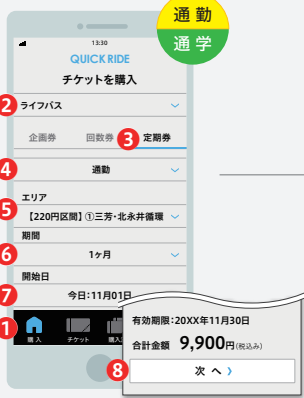 通勤
通学
13:30
QUICK RIDE
チケットを購入
2 ライフバス
企画券 回数券 3 定期券
4 通勤
エリア
5 【220円区間】①三芳・北永井循環
期間
6 1ヶ月
開始日
7 今日:11月01日
1 購入 チケット 購入
有効期限:20XX年11月30日
合計金額 9,900円(税込み)
8 次へ 〉